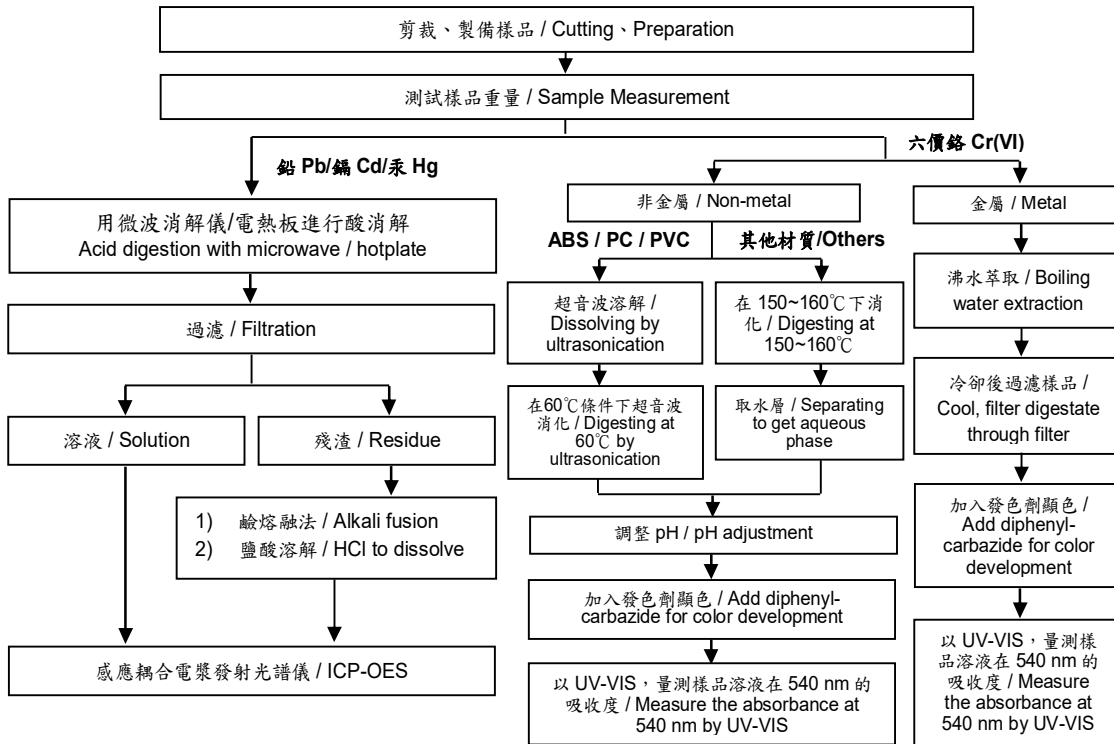 剪裁、製備樣品 / Cutting、Preparation
測試樣品重量 / Sample Measurement
鉛 Pb/鎘 Cd/汞 Hg
六價鉻 Cr(VI)
用微波消解儀/電熱板進行酸消解
Acid digestion with microwave / hotplate
過濾 / Filtration
溶液 / Solution
殘渣 / Residue
1) 鹼熔融法 / Alkali fusion
2) 鹽酸溶解 / HCl to dissolve
感應耦合電漿發射光譜儀 / ICP-OES
非金屬 / Non-metal
ABS / PC / PVC
其他材質/Others
超音波溶解 /
Dissolving by
ultrasonication
在 150~160℃下消
化 / Digesting at
150~160℃
在60℃條件下超音波
消化 / Digesting at
60℃ by
ultrasonication
取水層 / Separating
to get aqueous
phase
調整 pH / pH adjustment
加入發色劑顯色 / Add diphenyl-
carbazide for color development
以 UV-VIS，量測樣品溶液在 540 nm 的
吸收度 / Measure the absorbance at
540 nm by UV-VIS
金屬 / Metal
沸水萃取 / Boiling
water extraction
冷卻後過濾樣品 /
Cool, filter digestate
through filter
加入發色劑顯色 /
Add diphenyl-
carbazide for color
development
以 UV-VIS，量測樣
品溶液在 540 nm 的
吸收度 / Measure
the absorbance at
540 nm by UV-VIS